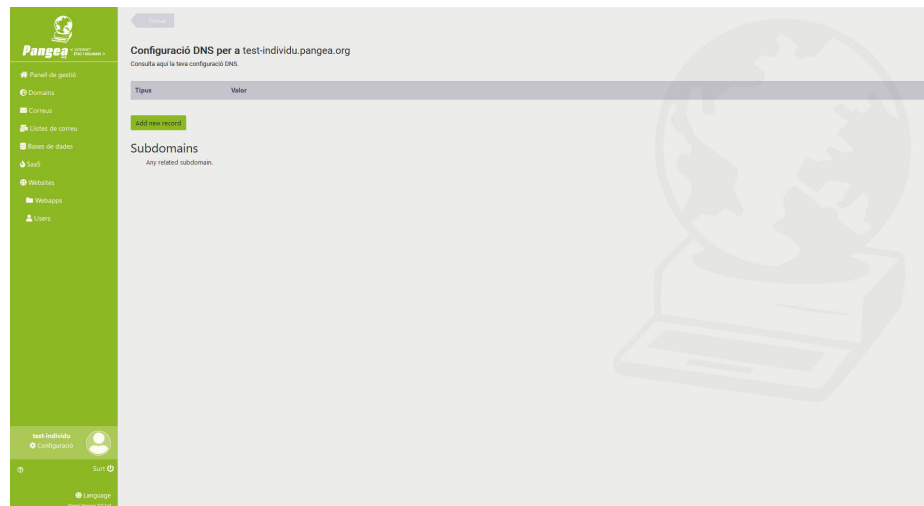 Tornar
Pangea
Configuració DNS per a test-individu.pangea.org
Consulta aquí la teva configuració DNS.
Panell de gestió
Domains
Correus
Llistes de correu
Bases de dades
SaaS
Websites
Webapps
Users
Tipus Valor
Add new record
Subdomains
Any related subdomain.
test-individu
Configuració
Surt
Language